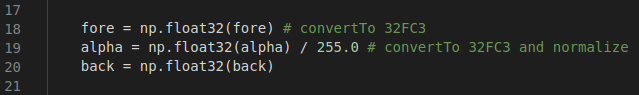 17
18 fore = np.float32(fore) # convertTo 32FC3
19 alpha = np.float32(alpha) / 255.0 # convertTo 32FC3 and normalize
20 back = np.float32(back)
21